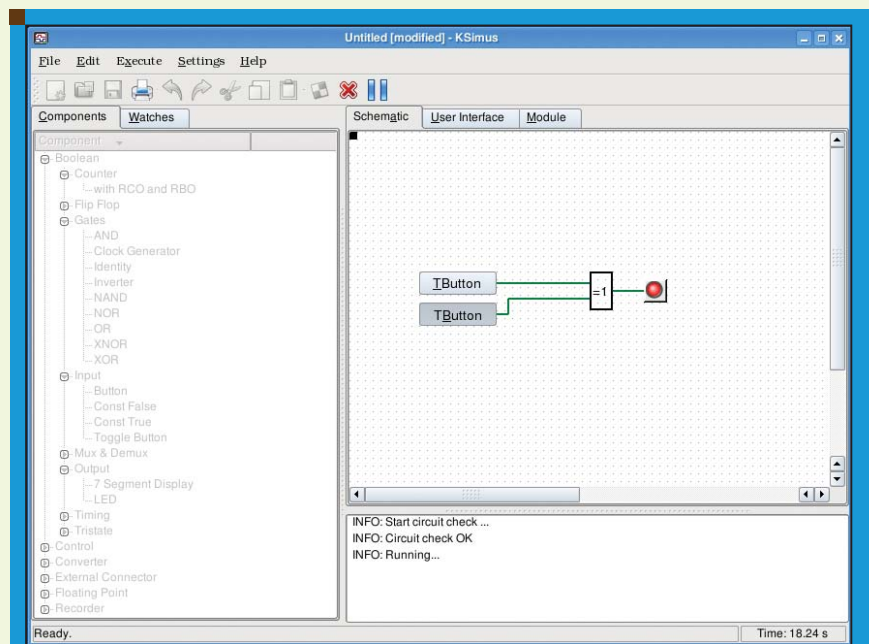 Untitled [modified] - KSimus
File Edit Execute Settings Help
Components Watches
Component
Boolean
Counter
with RCO and RBO
Flip Flop
Gates
AND
Clock Generator
Identity
Inverter
NAND
NOR
OR
XNOR
XOR
Input
Button
Const False
Const True
Toggle Button
Mux & Demux
Output
7 Segment Display
LED
Timing
Tristate
Control
Converter
External Connector
Floating Point
Recorder
Schematic User Interface Module
TButton
=1
TButton
INFO: Start circuit check ...
INFO: Circuit check OK
INFO: Running...
Ready. Time: 18.24 s